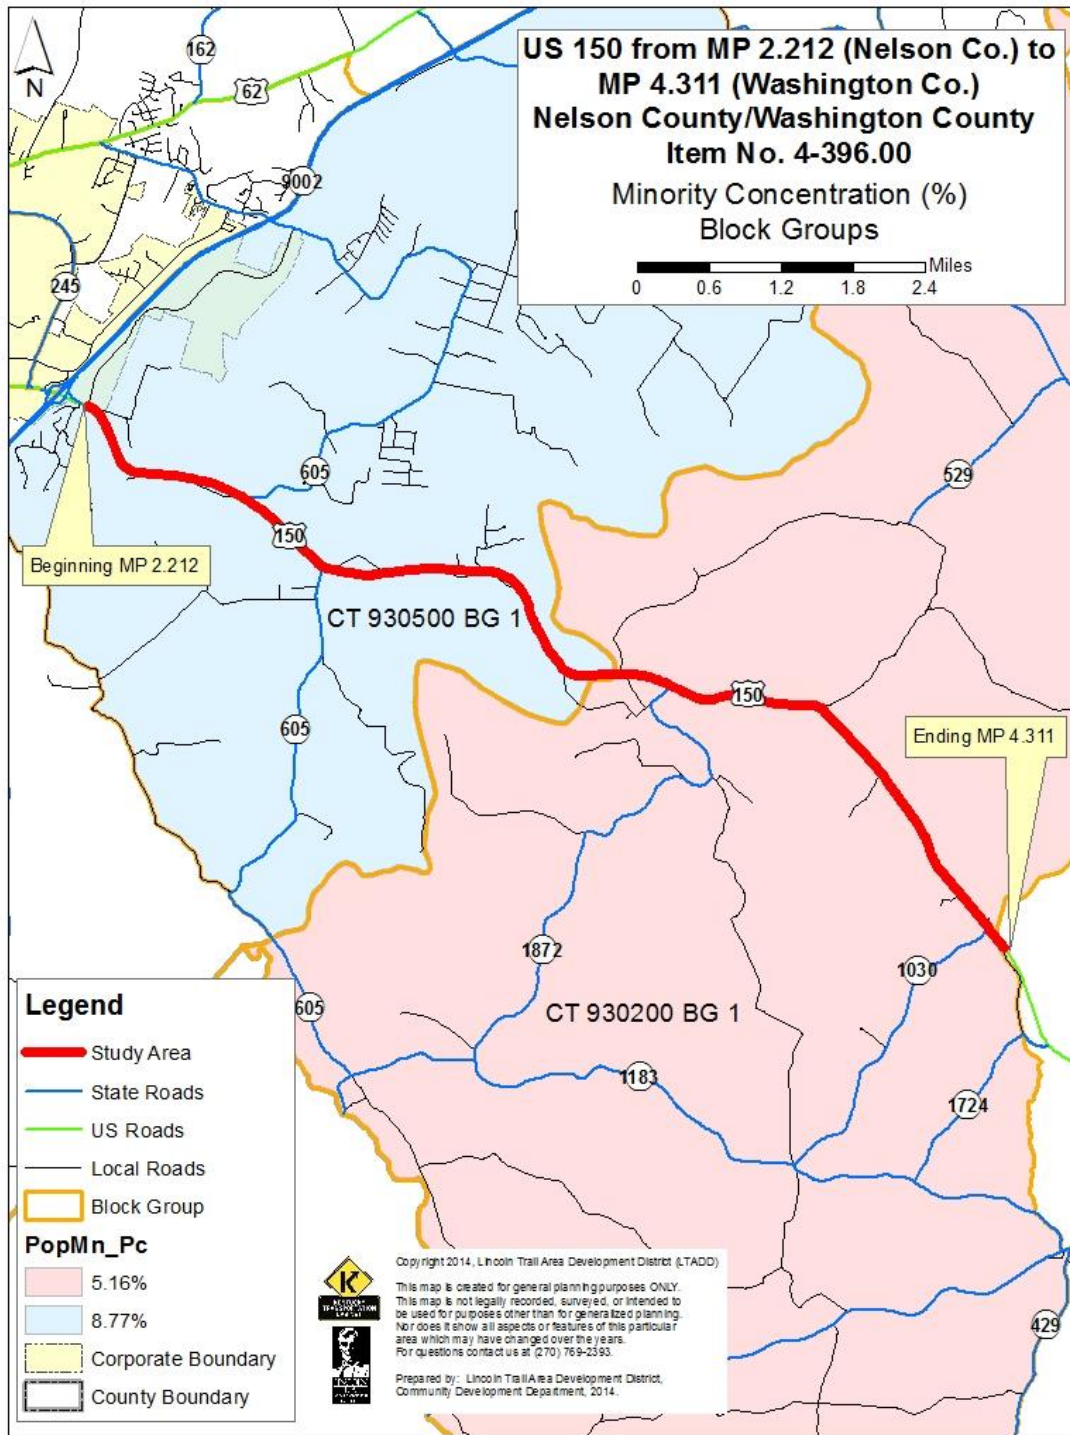 N
US 150 from MP 2.212 (Nelson Co.) to
MP 4.311 (Washington Co.)
Nelson County/Washington County
Item No. 4-396.00
Minority Concentration (%)
Block Groups
Miles
0 0.6 1.2 1.8 2.4
162
62
9002
245
605
529
150
Beginning MP 2.212
CT 930500 BG 1
150
605
Ending MP 4.311
1872
1030
605
CT 930200 BG 1
1183
1724
429
Legend
Study Area
State Roads
US Roads
Local Roads
Block Group
PopMn_Pc
5.16%
8.77%
Corporate Boundary
County Boundary
KENTUCKY
TRANSPORTATION
Copyright 2014, Lincoln Trail Area Development District (LTADD)
This map is created for general planning purposes ONLY.
This map is not legally recorded, surveyed, or intended to
be used for purposes other than for generalized planning.
Nor does it show all aspects or features of this particular
area which may have changed over the years.
For questions contact us at (270) 769-2393.
Prepared by: Lincoln Trail Area Development District,
Community Development Department, 2014.